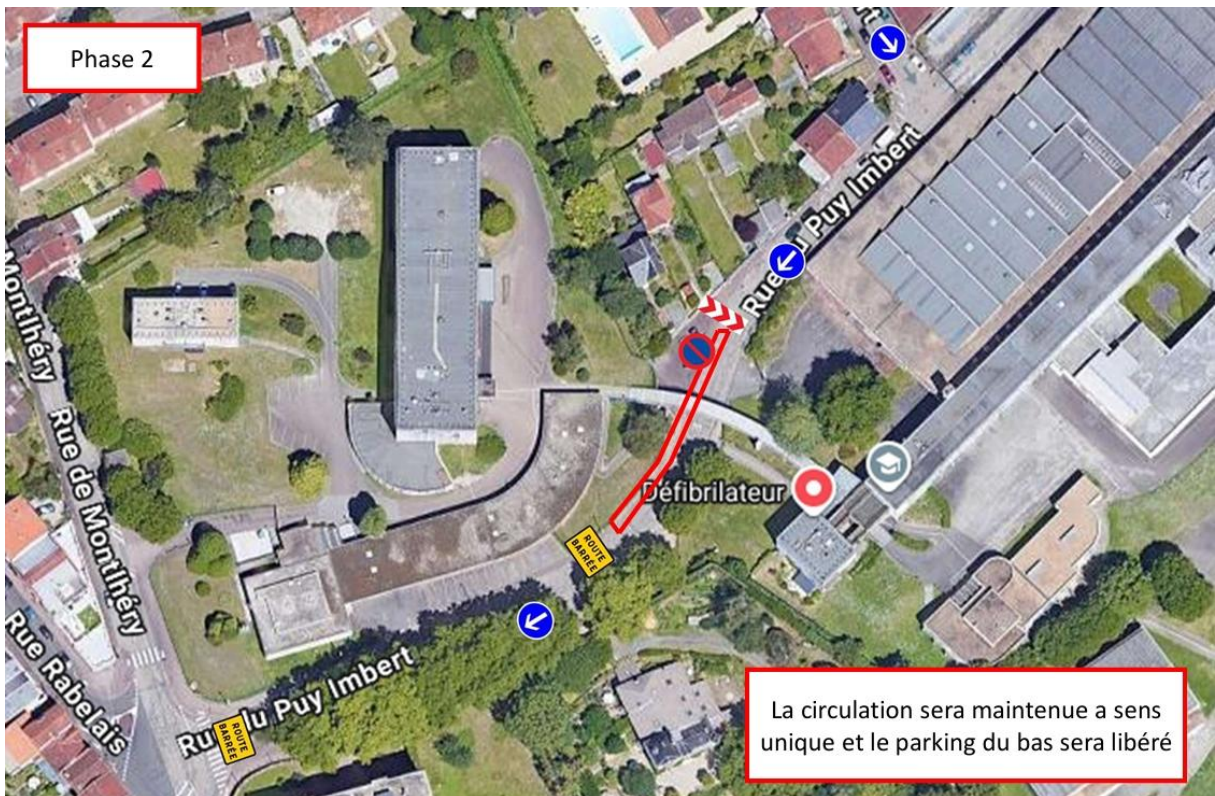 Phase 2
rt
Rue du Puy Imbert
Montlhéry
Rue de Montlhéry
Défibrilateur
ROUTE
BARRÉE
Rue Rabelais
Rue du Puy Imbert
ROUTE
BARRÉE
La circulation sera maintenue a sens
unique et le parking du bas sera libéré